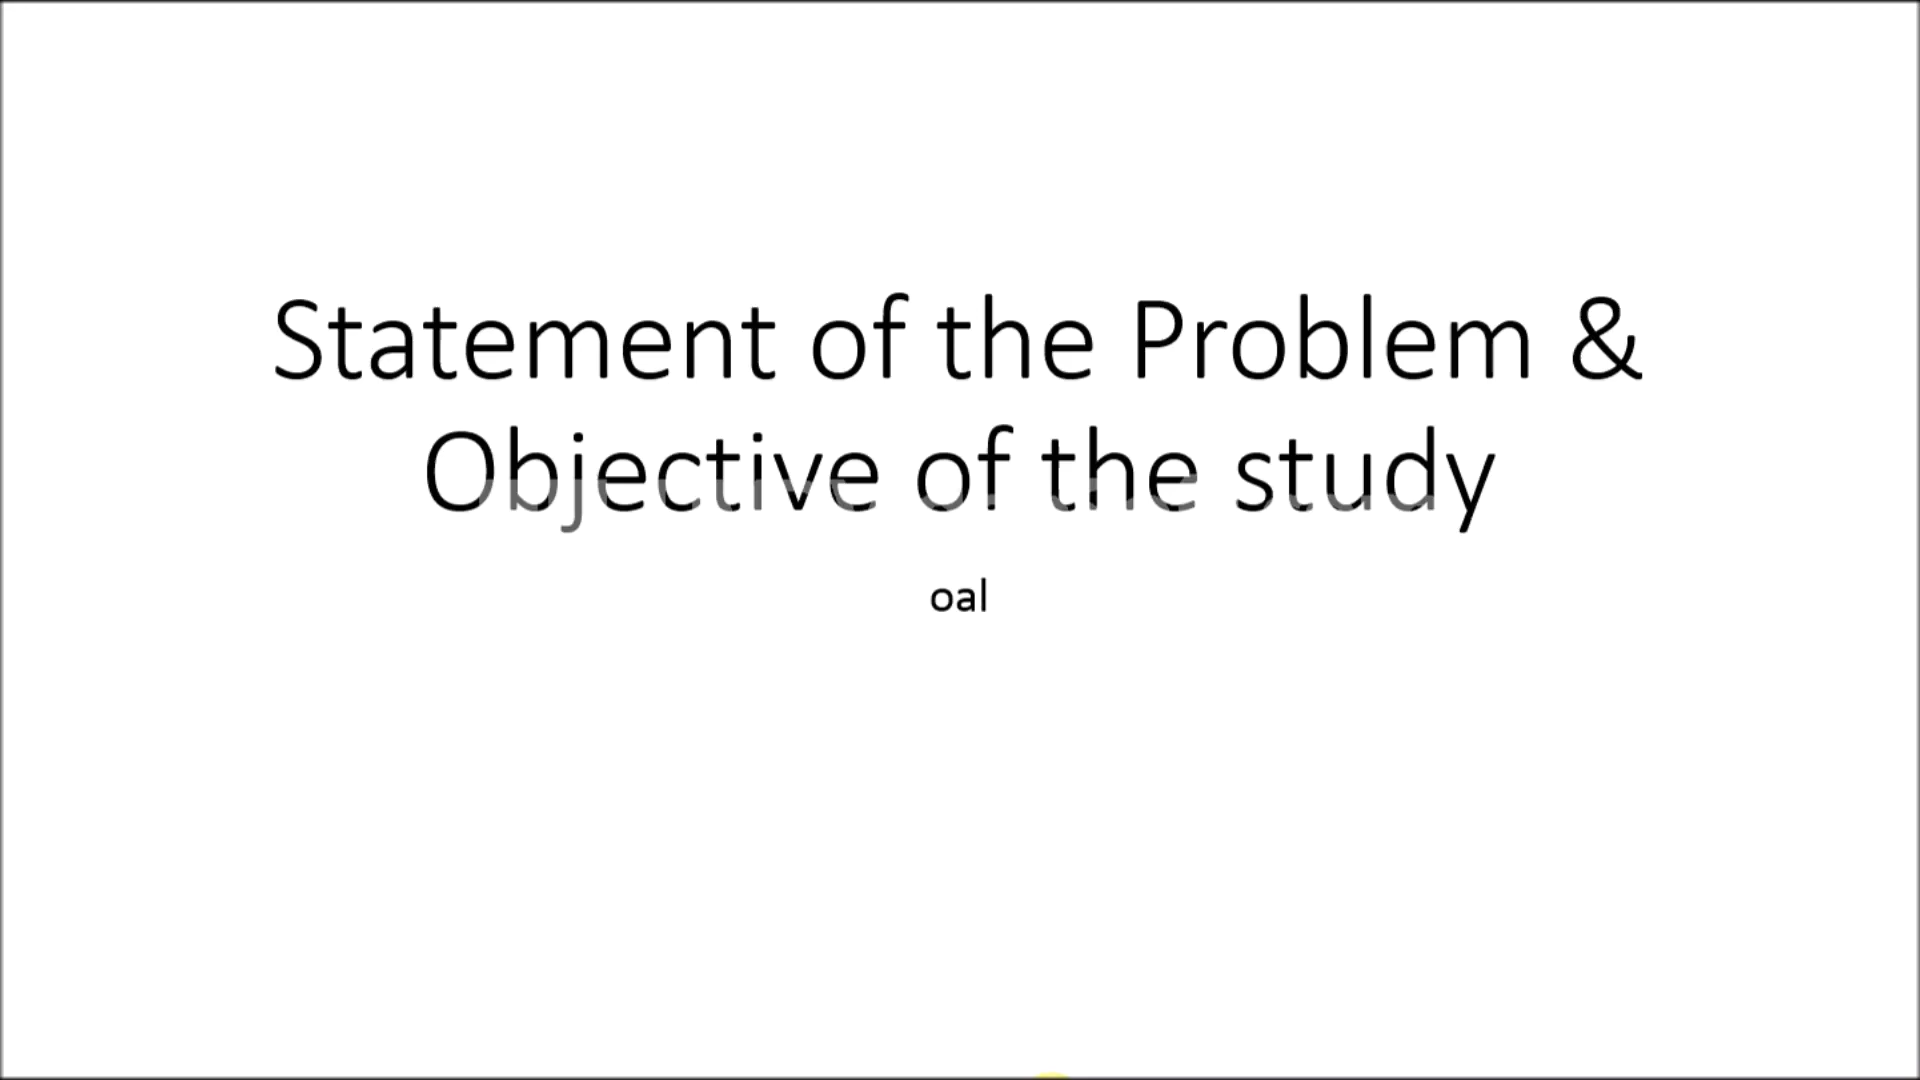 Statement of the Problem &
Objective of the study
oal